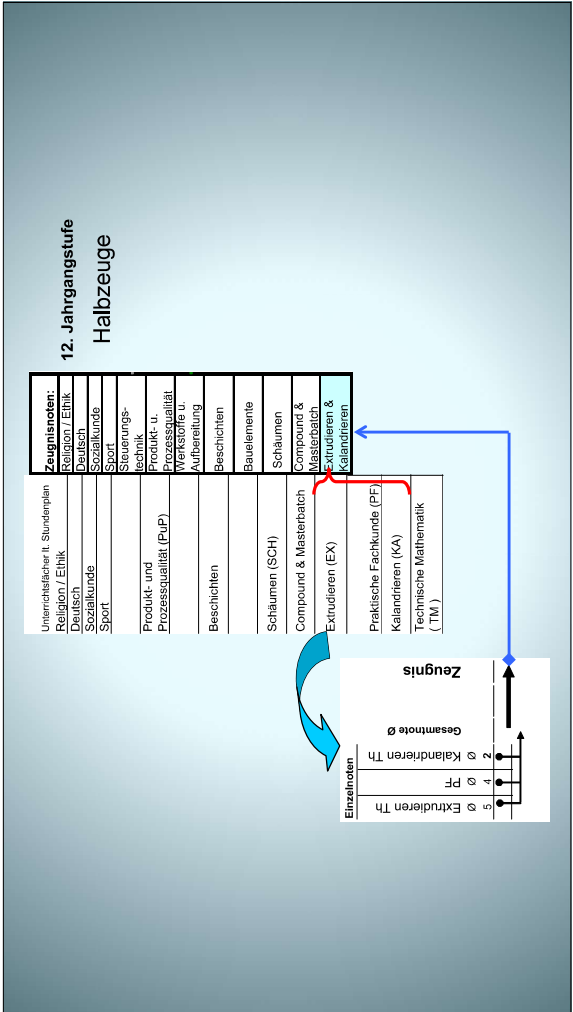 12. Jahrgangstufe
Halbzeuge
Unterrichtsfächer lt. Stundenplan
Religion / Ethik
Deutsch
Sozialkunde
Sport
Produkt- und
Prozessqualität (PuP)
Beschichten
Schäumen (SCH)
Compound & Masterbatch
Extrudieren (EX)
Praktische Fachkunde (PF)
Kalandrieren (KA)
Technische Mathematik
( TM )
Zeugnisnoten:
Religion / Ethik
Deutsch
Sozialkunde
Sport
Steuerungs-
technik
Produkt- u.
Prozessqualität
Werkstoffe u.
Aufbereitung
Beschichten
Bauelemente
Schäumen
Compound &
Masterbatch
Extrudieren &
Kalandrieren
Einzelnoten
Extrudieren Th Ø 5
PF Ø 4
Kalandrieren Th Ø 2
Gesamtnote Ø
Zeugnis